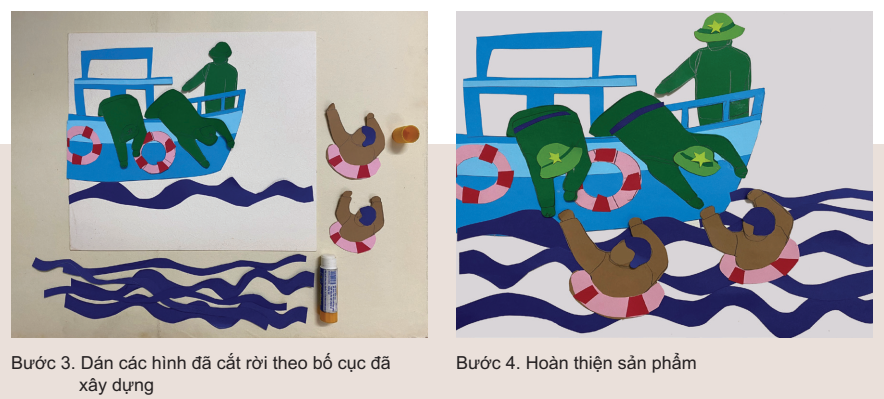 Bước 3. Dán các hình đã cắt rời theo bố cục đã
xây dựng
Bước 4. Hoàn thiện sản phẩm